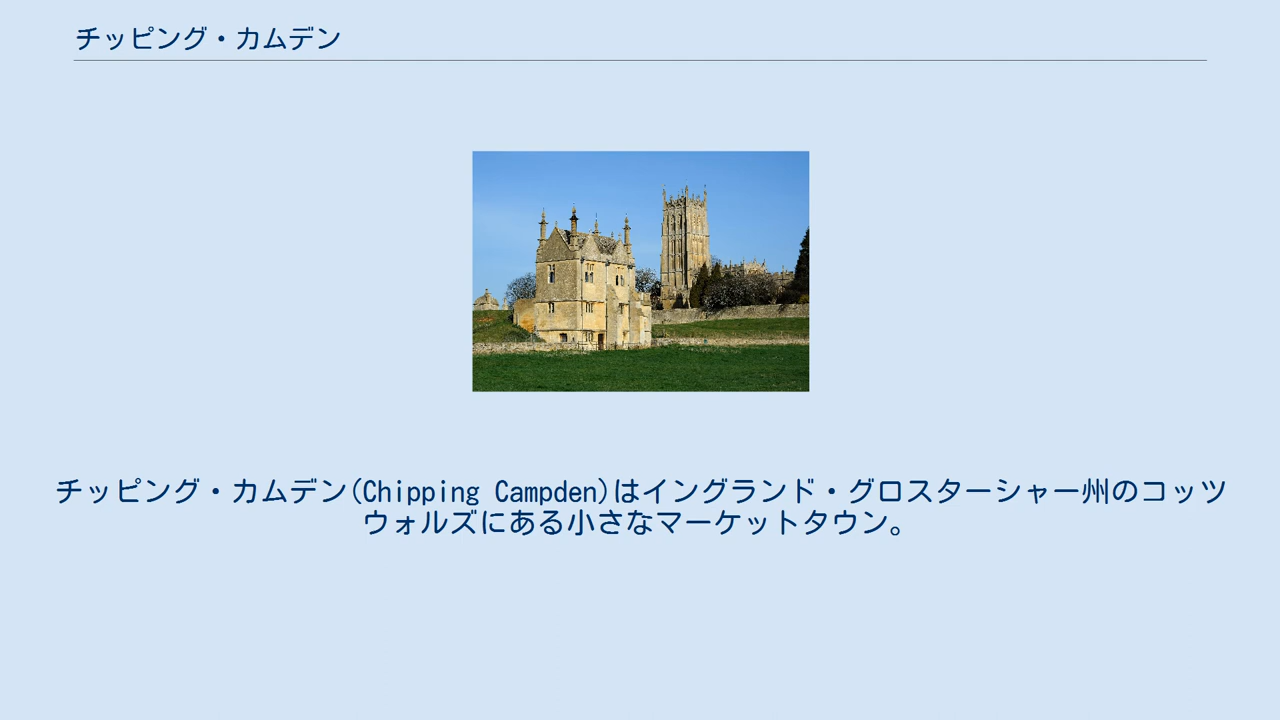 チッピング・カムデン
チッピング・カムデン(Chipping Campden)はイングランド・グロスターシャー州のコッツ
ウォルズにある小さなマーケットタウン。